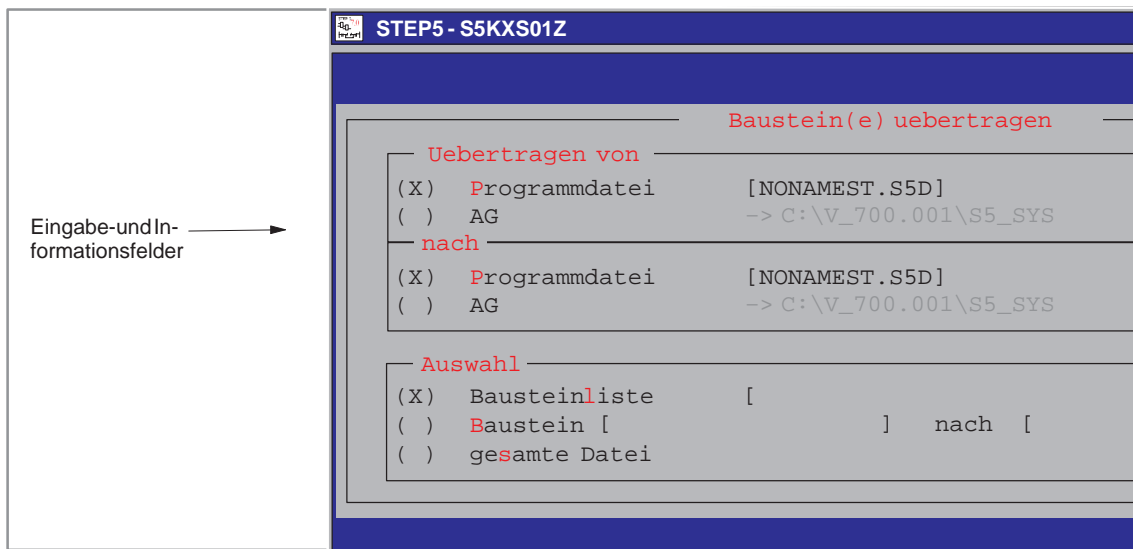 STEP5 - S5KXS01Z
Baustein(e) uebertragen
Uebertragen von
(X) Programmdatei [NONAMEST.S5D]
( ) AG -> C:\V_700.001\S5_SYS
nach
(X) Programmdatei [NONAMEST.S5D]
( ) AG -> C:\V_700.001\S5_SYS
Eingabe-und In-
formationsfelder
Auswahl
(X) Bausteinliste [
( ) Baustein [ ] nach [
( ) gesamte Datei